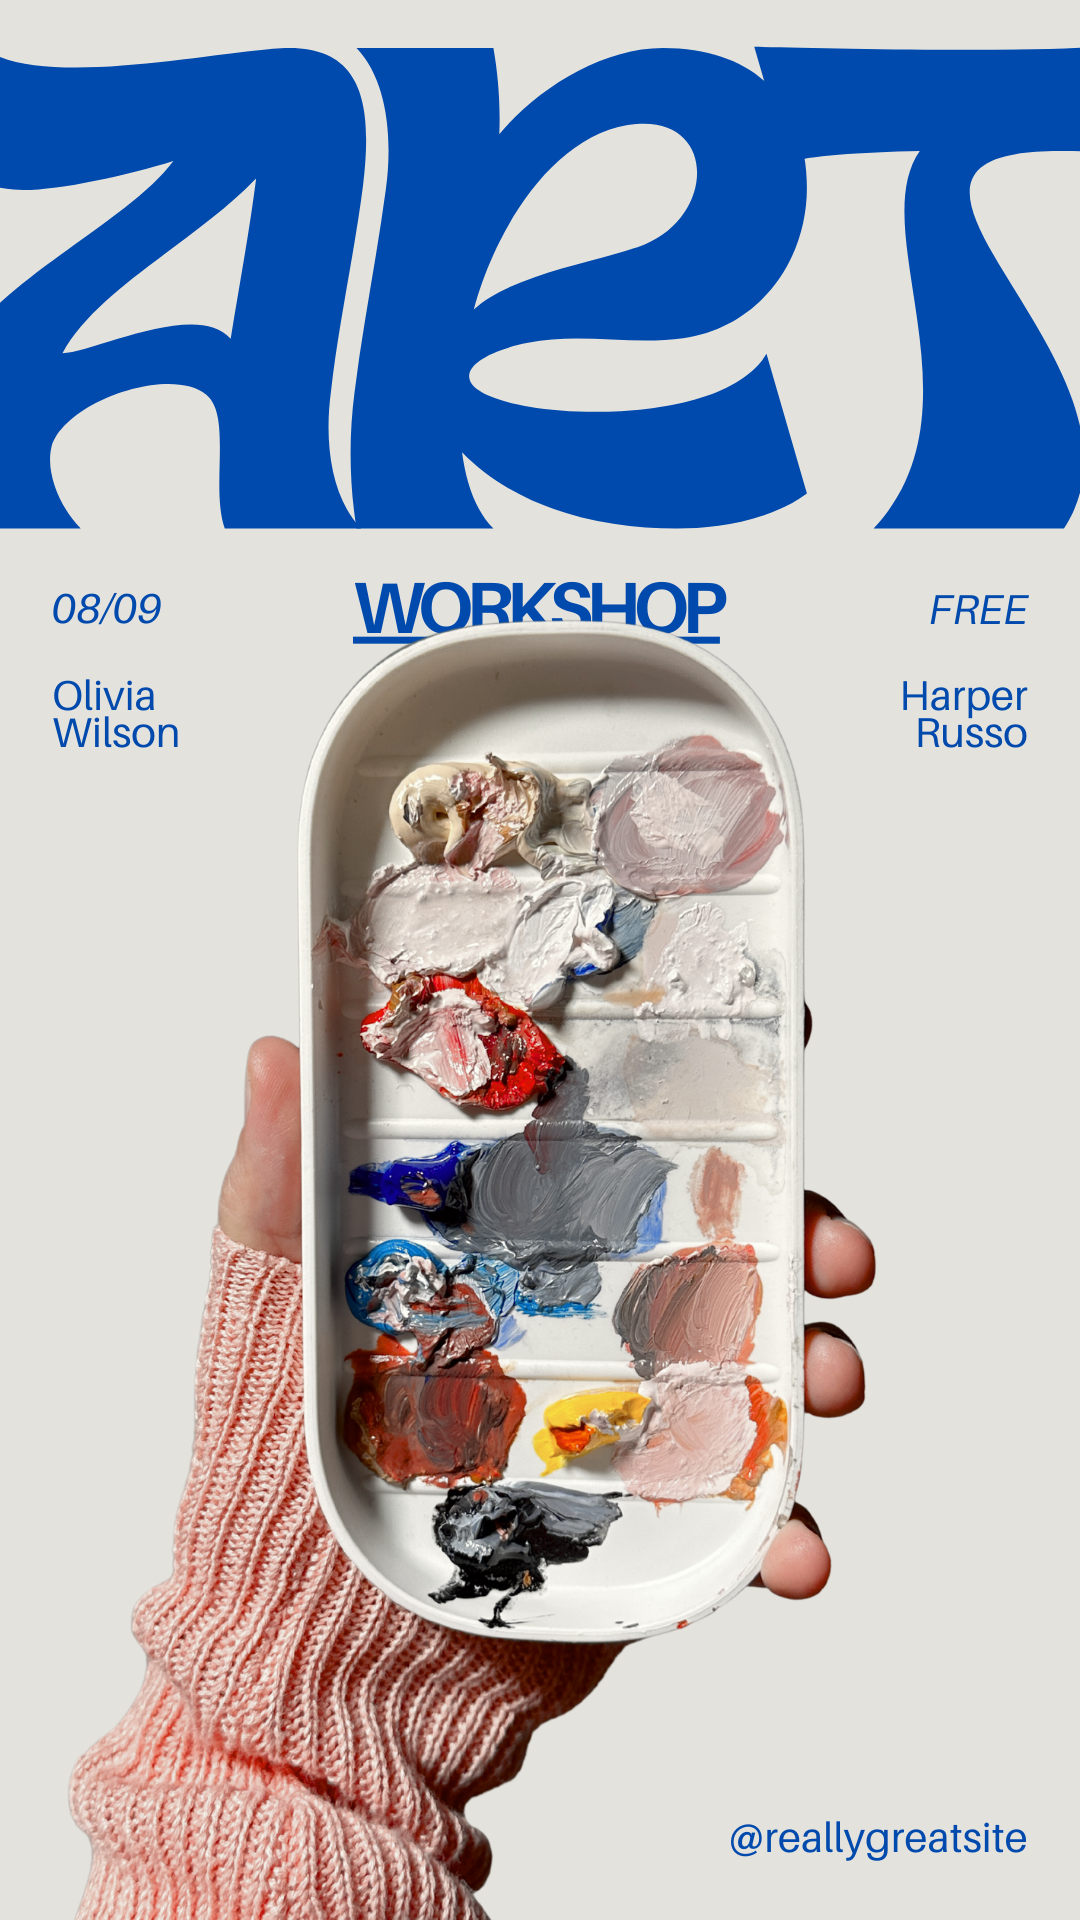 ART
08/09
WORKSHOP
FREE
Olivia
Wilson
Harper
Russo
@reallygreatsite